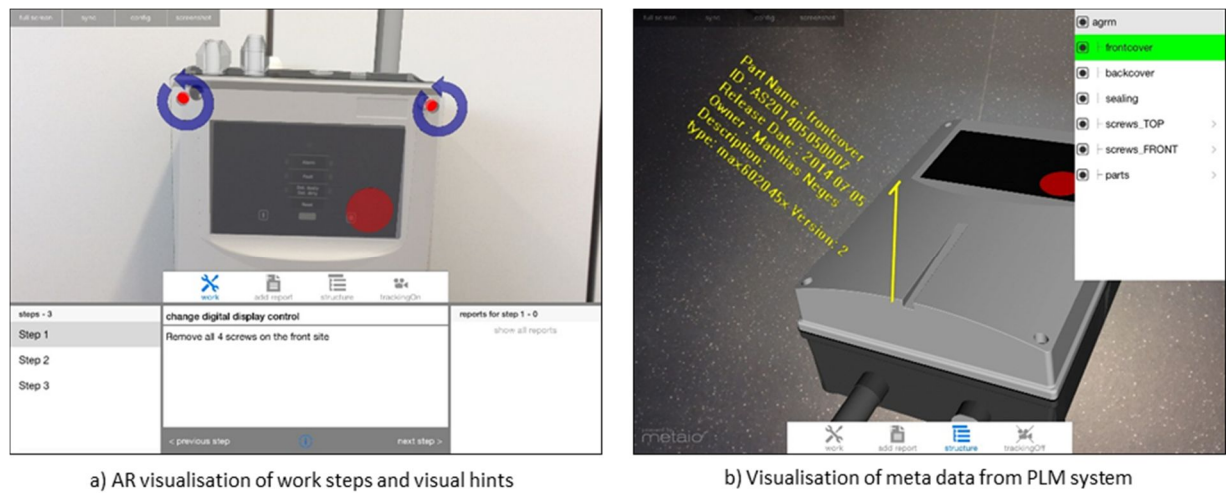 full screen sync config screenshot
Alarm
Reset
work add report structure trackingOn
steps - 3
Step 1
Step 2
Step 3
change digital display control
Remove all 4 screws on the front site
< previous step next step >
reports for step 1 - 0
show all reports
a) AR visualisation of work steps and visual hints
full screen sync config screenshot
Part Name : frontcover
ID : AS201405050007
Release Date : 2014-07-05
Owner : Matthias Neges
Description:
type: max602045x Version: 2
agrm
frontcover
backcover
sealing
screws_TOP >
screws_FRONT >
parts >
powered by
metaio
work add report structure trackingOff
b) Visualisation of meta data from PLM system